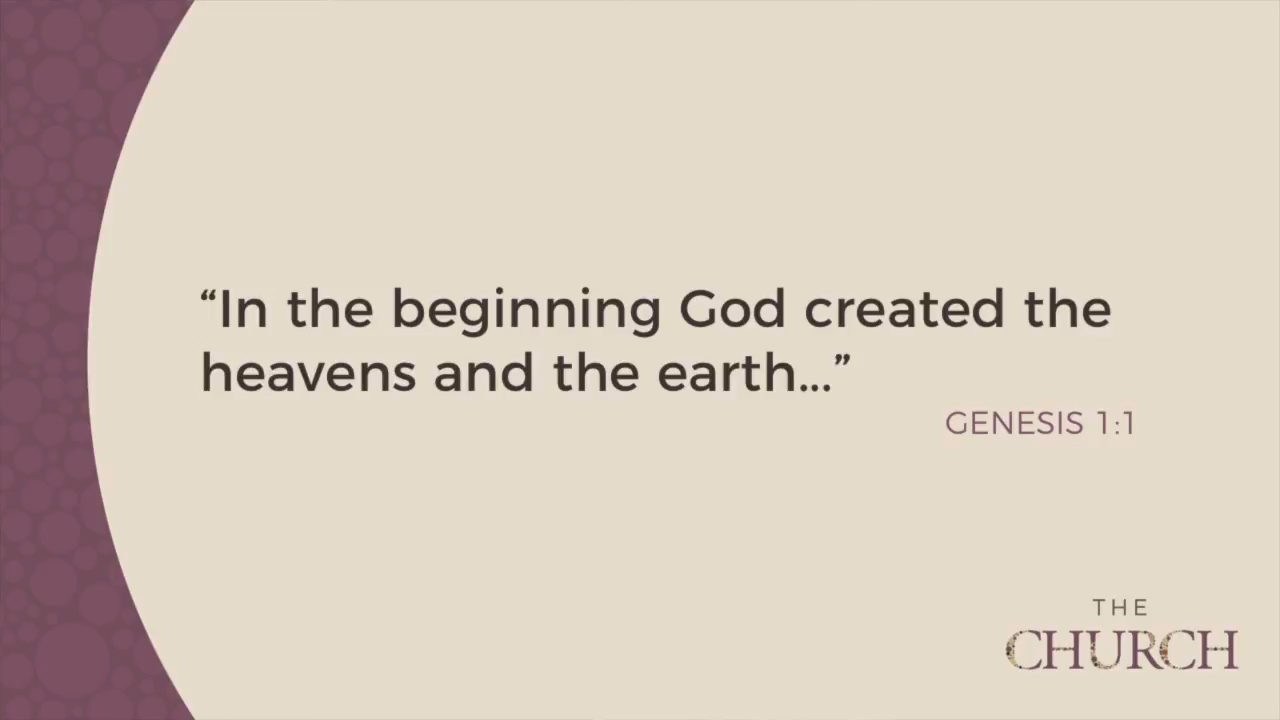 “In the beginning God created the
heavens and the earth...”
GENESIS 1:1
THE
CHURCH